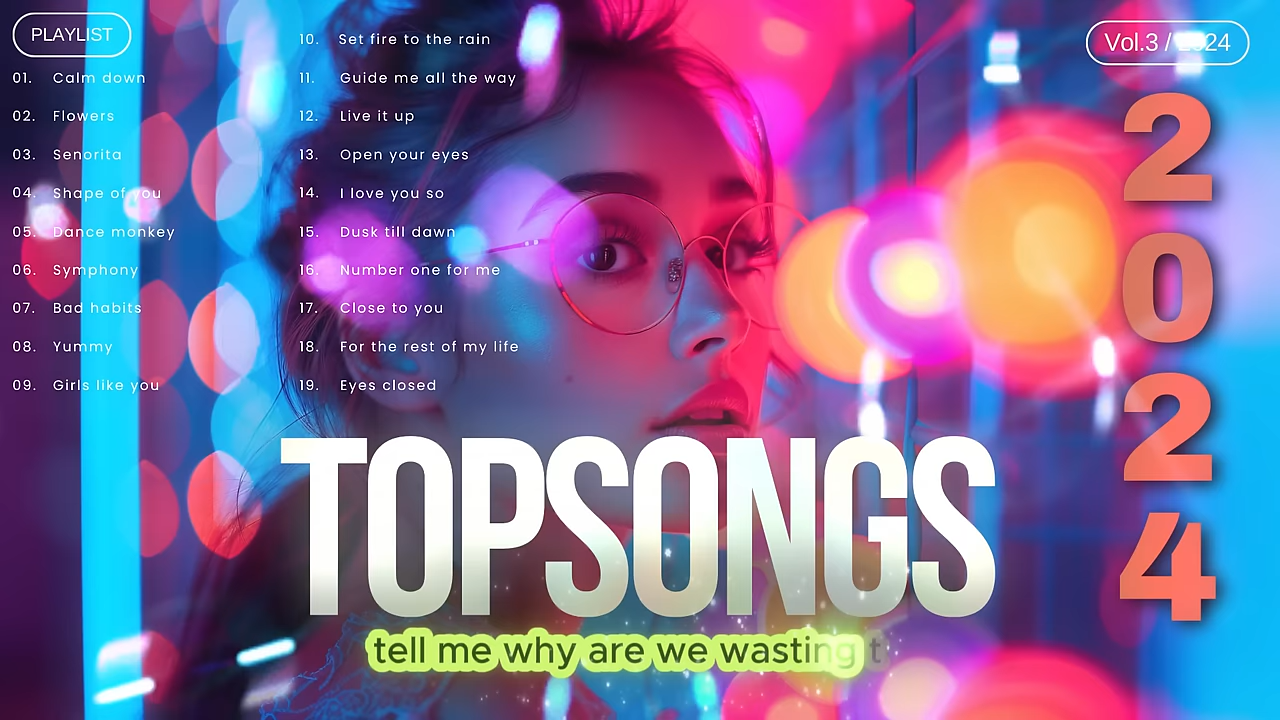 PLAYLIST
01. Calm down
02. Flowers
03. Senorita
04. Shape of you
05. Dance monkey
06. Symphony
07. Bad habits
08. Yummy
09. Girls like you
10. Set fire to the rain
11. Guide me all the way
12. Live it up
13. Open your eyes
14. I love you so
15. Dusk till dawn
16. Number one for me
17. Close to you
18. For the rest of my life
19. Eyes closed
Vol.3 / 2024
2024
TOPSONGS
tell me why are we wasting t